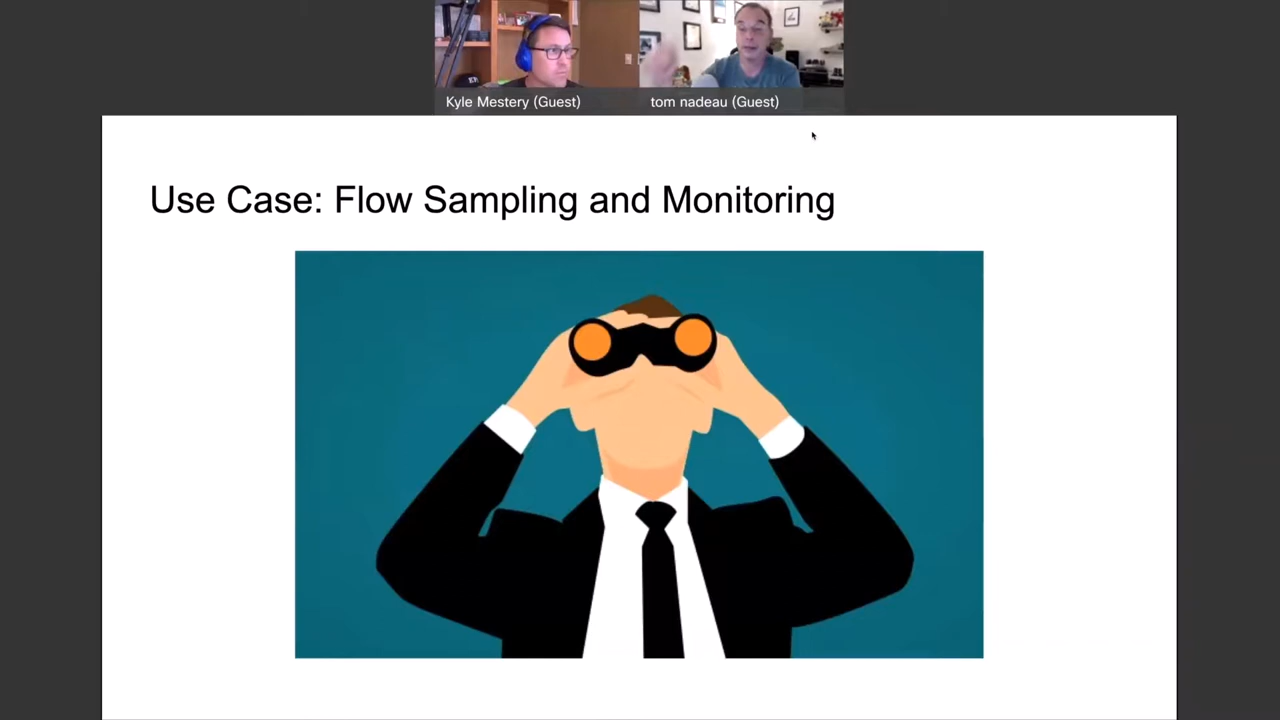 Kyle Mestery (Guest)
tom nadeau (Guest)
Use Case: Flow Sampling and Monitoring